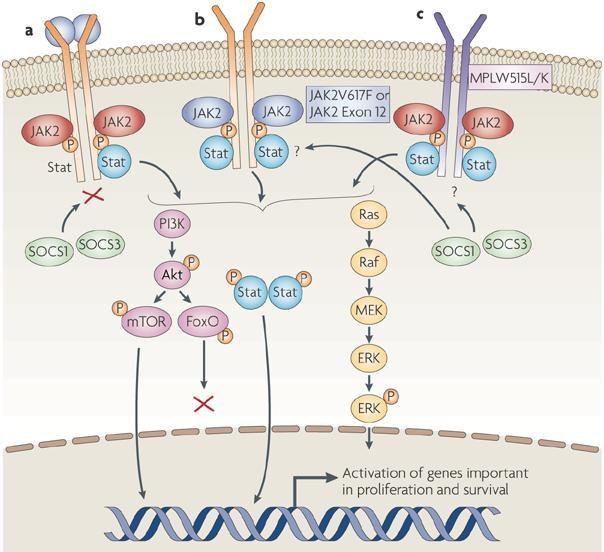 a
b
c
MPLW515L/K
JAK2V617F or
JAK2 Exon 12
JAK2
JAK2
P
P
Stat
Stat
JAK2
JAK2
P
P
Stat
Stat
?
JAK2
JAK2
P
P
Stat
Stat
?
SOCS1
SOCS3
SOCS1
SOCS3
PI3K
Akt
P
mTOR
P
FoxO
P
P
P
Stat
Stat
Ras
Raf
MEK
ERK
ERK
P
Activation of genes important
in proliferation and survival